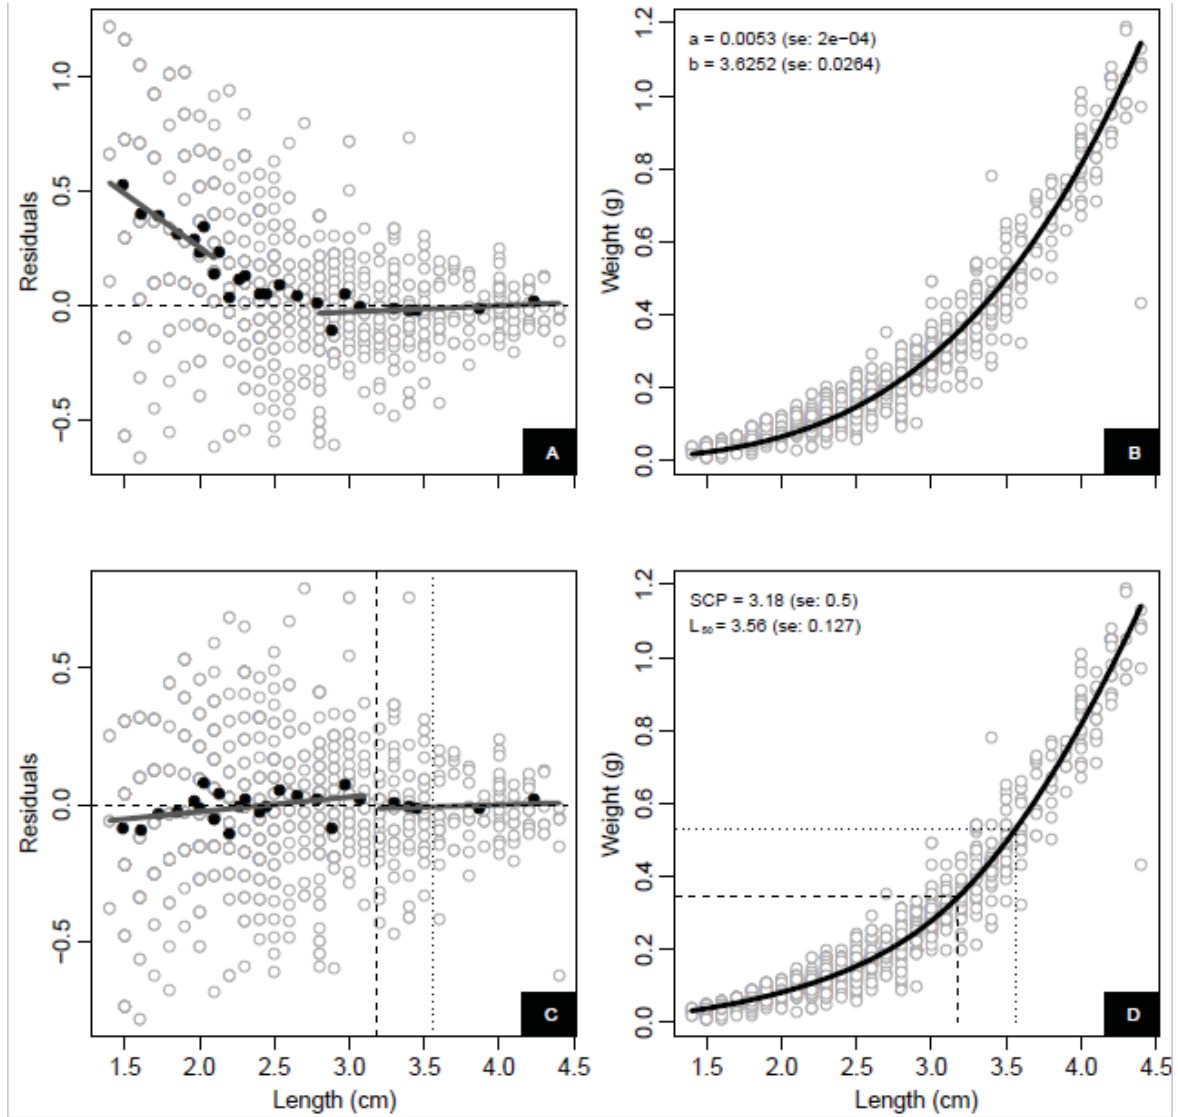 Residuals
1.0
0.5
0.0
−0.5
A
Weight (g)
1.2
1.0
0.8
0.6
0.4
0.2
0.0
a = 0.0053 (se: 2e−04)
b = 3.6252 (se: 0.0264)
B
Residuals
0.5
0.0
−0.5
C
1.5 2.0 2.5 3.0 3.5 4.0 4.5
Length (cm)
Weight (g)
1.2
1.0
0.8
0.6
0.4
0.2
0.0
SCP = 3.18 (se: 0.5)
L₅₀ = 3.56 (se: 0.127)
D
1.5 2.0 2.5 3.0 3.5 4.0 4.5
Length (cm)